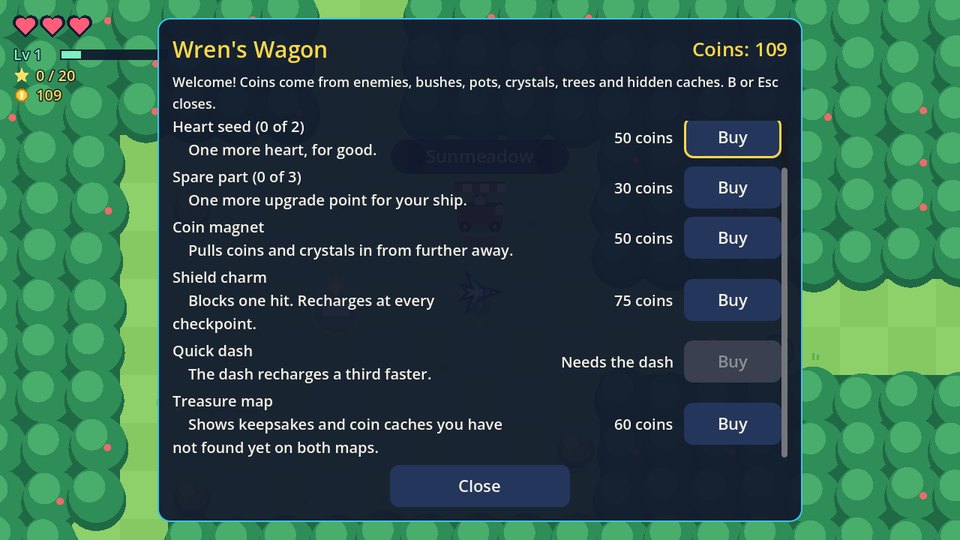 Lv 1
0 / 20
109
Wren's Wagon
Coins: 109
Welcome! Coins come from enemies, bushes, pots, crystals, trees and hidden caches. B or Esc
closes.
Heart seed (0 of 2)
One more heart, for good.
50 coins
Buy
Sunmeadow
Spare part (0 of 3)
One more upgrade point for your ship.
30 coins
Buy
Coin magnet
Pulls coins and crystals in from further away.
50 coins
Buy
Shield charm
Blocks one hit. Recharges at every
checkpoint.
75 coins
Buy
Quick dash
The dash recharges a third faster.
Needs the dash
Buy
Treasure map
Shows keepsakes and coin caches you have
not found yet on both maps.
60 coins
Buy
Close